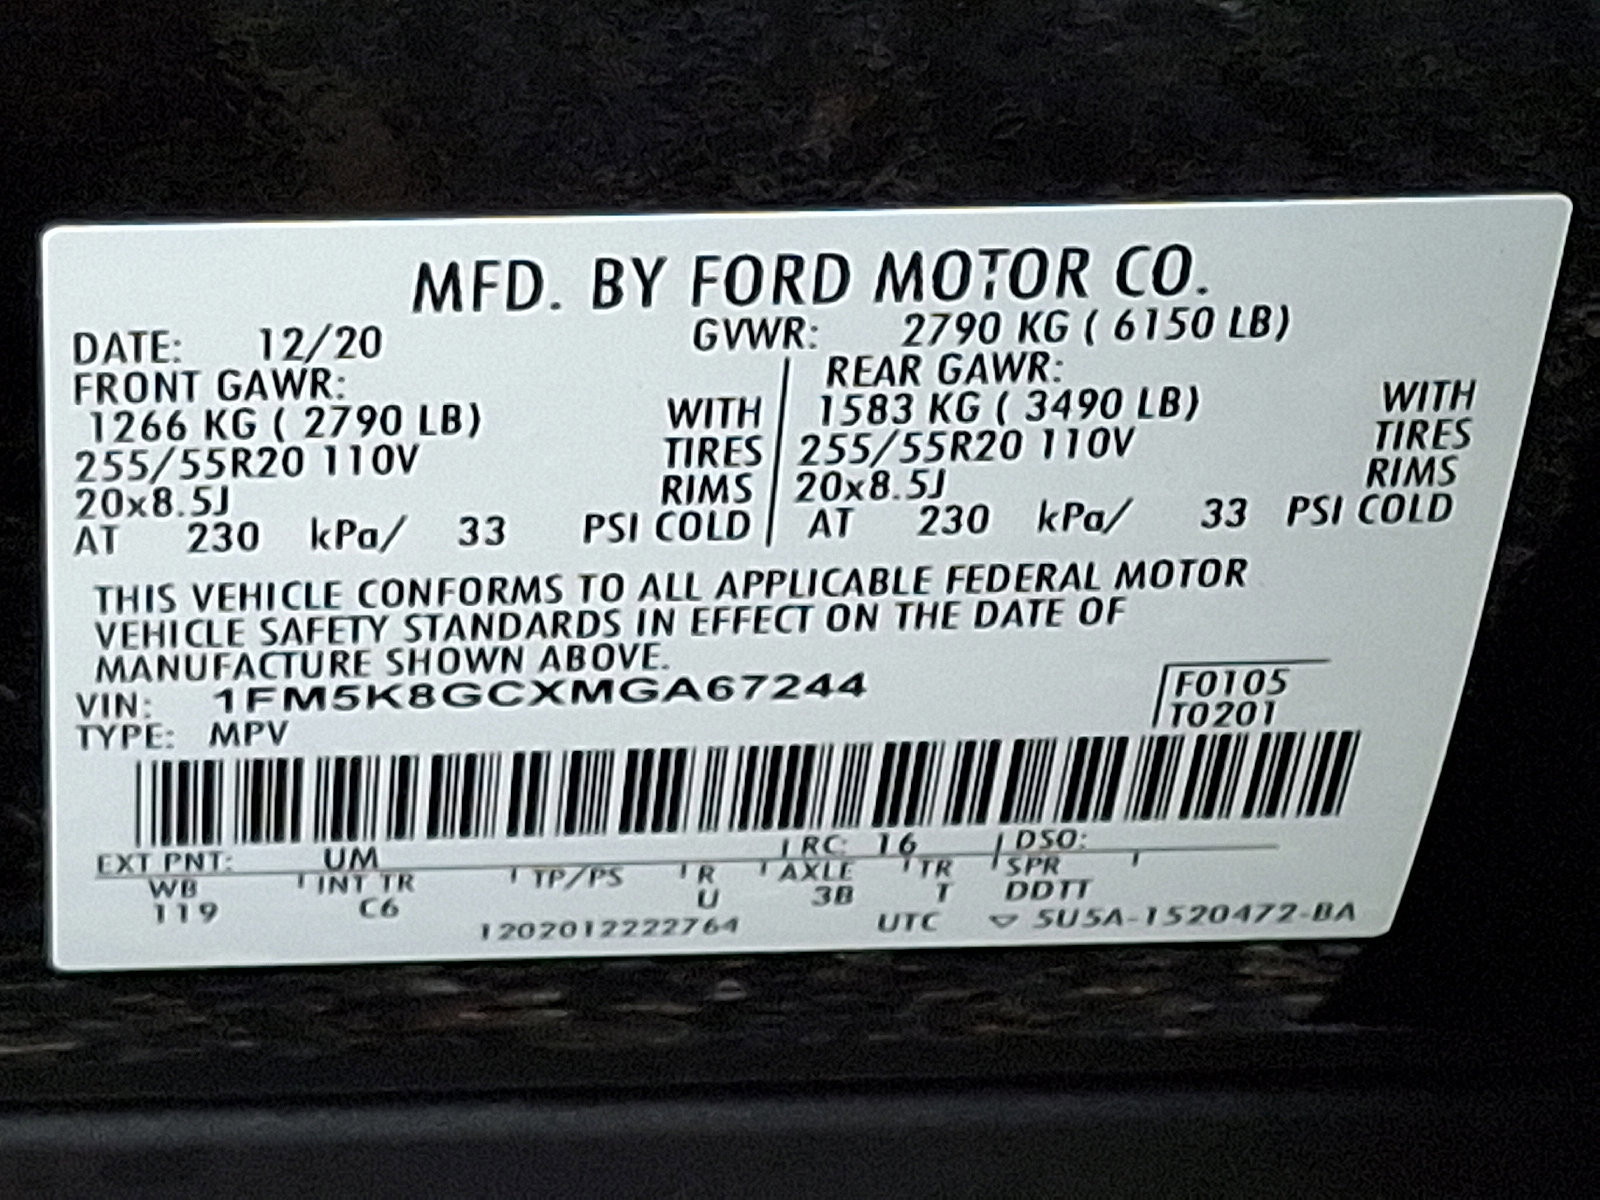 MFD. BY FORD MOTOR CO.
DATE: 12/20 GVWR: 2790 KG ( 6150 LB)
FRONT GAWR: REAR GAWR:
1266 KG ( 2790 LB) WITH 1583 KG ( 3490 LB) WITH
255/55R20 110V TIRES 255/55R20 110V TIRES
20x8.5J RIMS 20x8.5J RIMS
AT 230 kPa/ 33 PSI COLD AT 230 kPa/ 33 PSI COLD
THIS VEHICLE CONFORMS TO ALL APPLICABLE FEDERAL MOTOR
VEHICLE SAFETY STANDARDS IN EFFECT ON THE DATE OF
MANUFACTURE SHOWN ABOVE.
VIN: 1FM5K8GCXMGA67244 F0105
TYPE: MPV T0201
EXT PNT: UM RC: 16 DSO:
WB INT TR TP/PS R AXLE TR SPR
119 C6 U 3B T DDTT
1202012222764 UTC ▽ 5U5A-1520472-BA